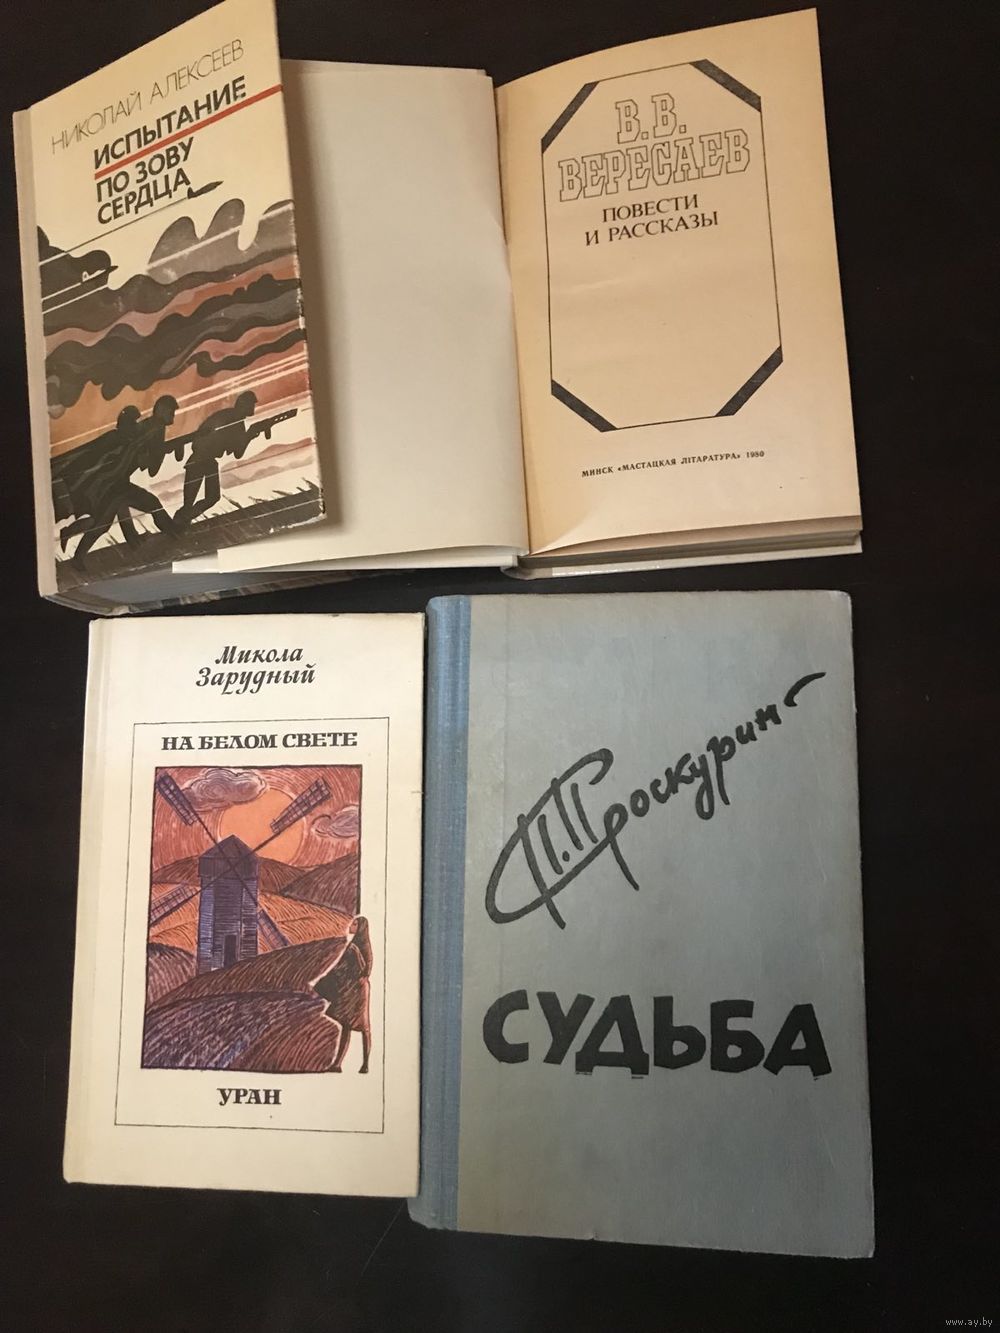 НИКОЛАЙ АЛЕКСЕЕВ
ИСПЫТАНИЕ
ПО ЗОВУ
СЕРДЦА
В.В.
ВЕРЕСАЕВ
ПОВЕСТИ
И РАССКАЗЫ
МИНСК «МАСТАЦКАЯ ЛІТАРАТУРА» 1980
Микола
Зарудный
НА БЕЛОМ СВЕТЕ
УРАН
П. Проскурин
СУДЬБА
www.ay.by